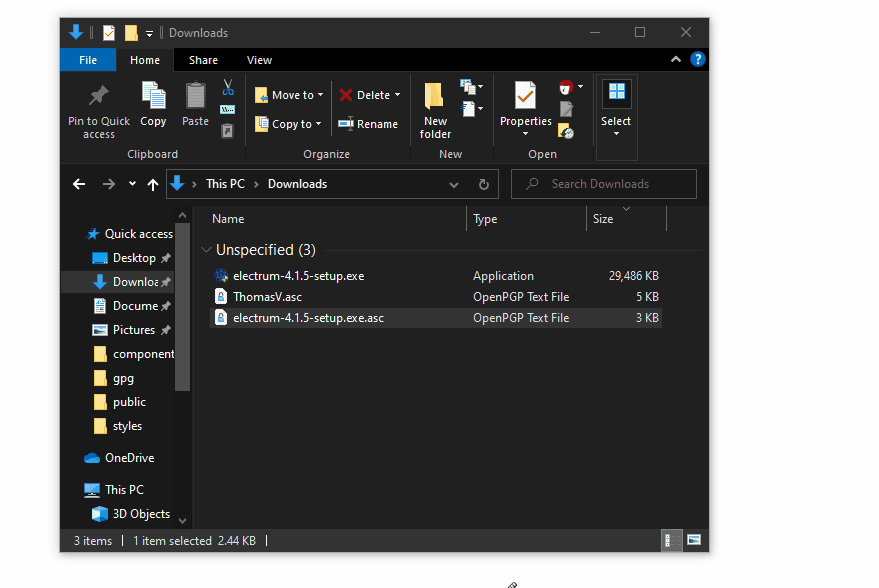 Downloads
File Home Share View
Pin to Quick access
Copy
Paste
Clipboard
Move to
Copy to
Delete
Rename
Organize
New folder
New
Properties
Open
Select
This PC > Downloads
Search Downloads
Name Type Size
Unspecified (3)
electrum-4.1.5-setup.exe Application 29,486 KB
ThomasV.asc OpenPGP Text File 5 KB
electrum-4.1.5-setup.exe.asc OpenPGP Text File 3 KB
Quick access
Desktop
Downloa
Docume
Pictures
component
gpg
public
styles
OneDrive
This PC
3D Objects
3 items 1 item selected 2.44 KB